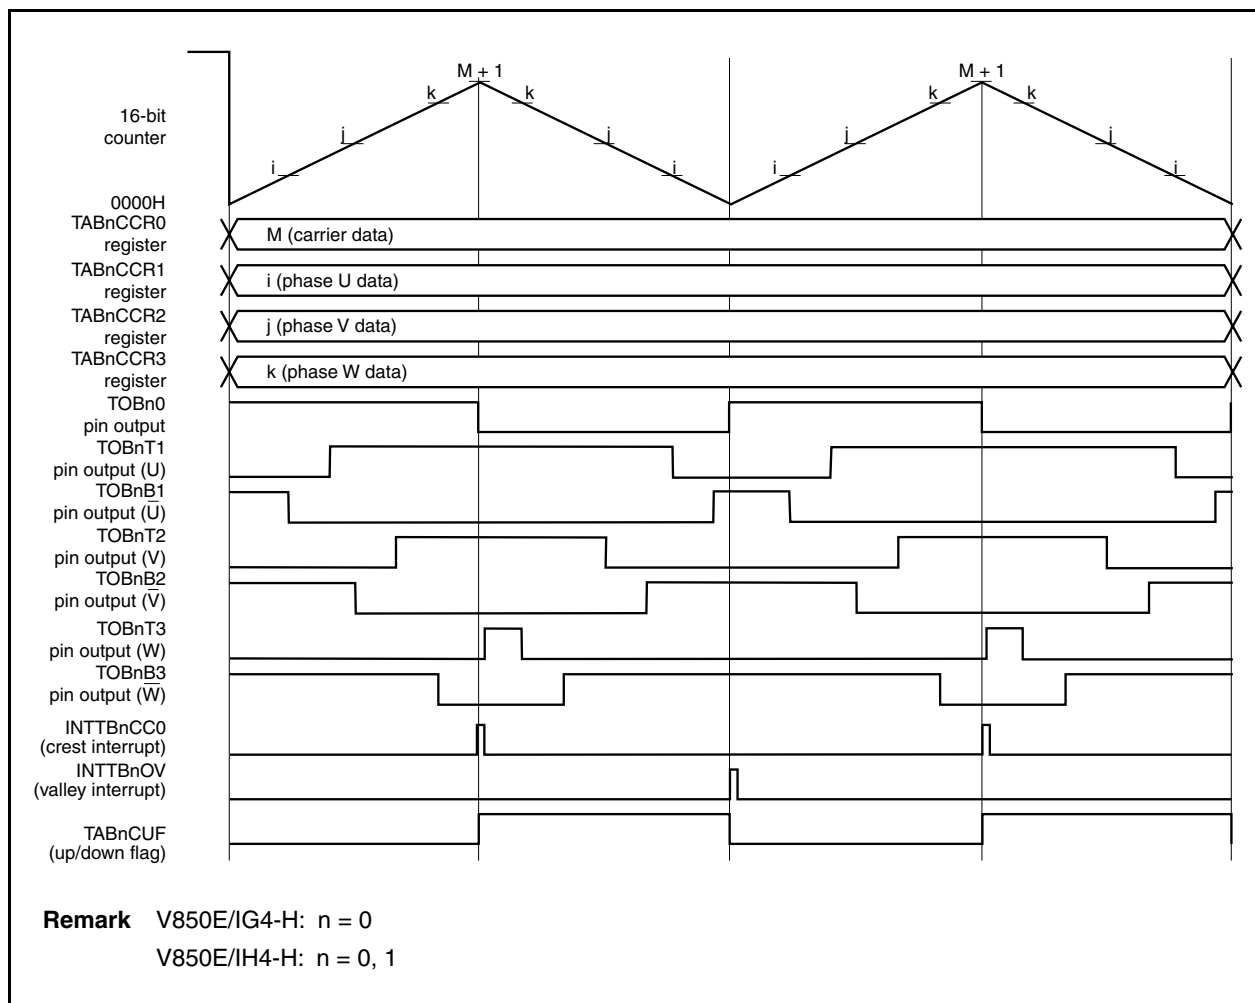 M + 1
M + 1
k
k
k
k
16-bit
counter
j
j
j
j
i
i
i
i
0000H
TABnCCR0
register
M (carrier data)
TABnCCR1
register
i (phase U data)
TABnCCR2
register
j (phase V data)
TABnCCR3
register
k (phase W data)
TOBn0
pin output
TOBnT1
pin output (U)
TOBnB1
pin output (U̅)
TOBnT2
pin output (V)
TOBnB2
pin output (V̅)
TOBnT3
pin output (W)
TOBnB3
pin output (W̅)
INTTBnCC0
(crest interrupt)
INTTBnOV
(valley interrupt)
TABnCUF
(up/down flag)
Remark V850E/IG4-H: n = 0
V850E/IH4-H: n = 0, 1